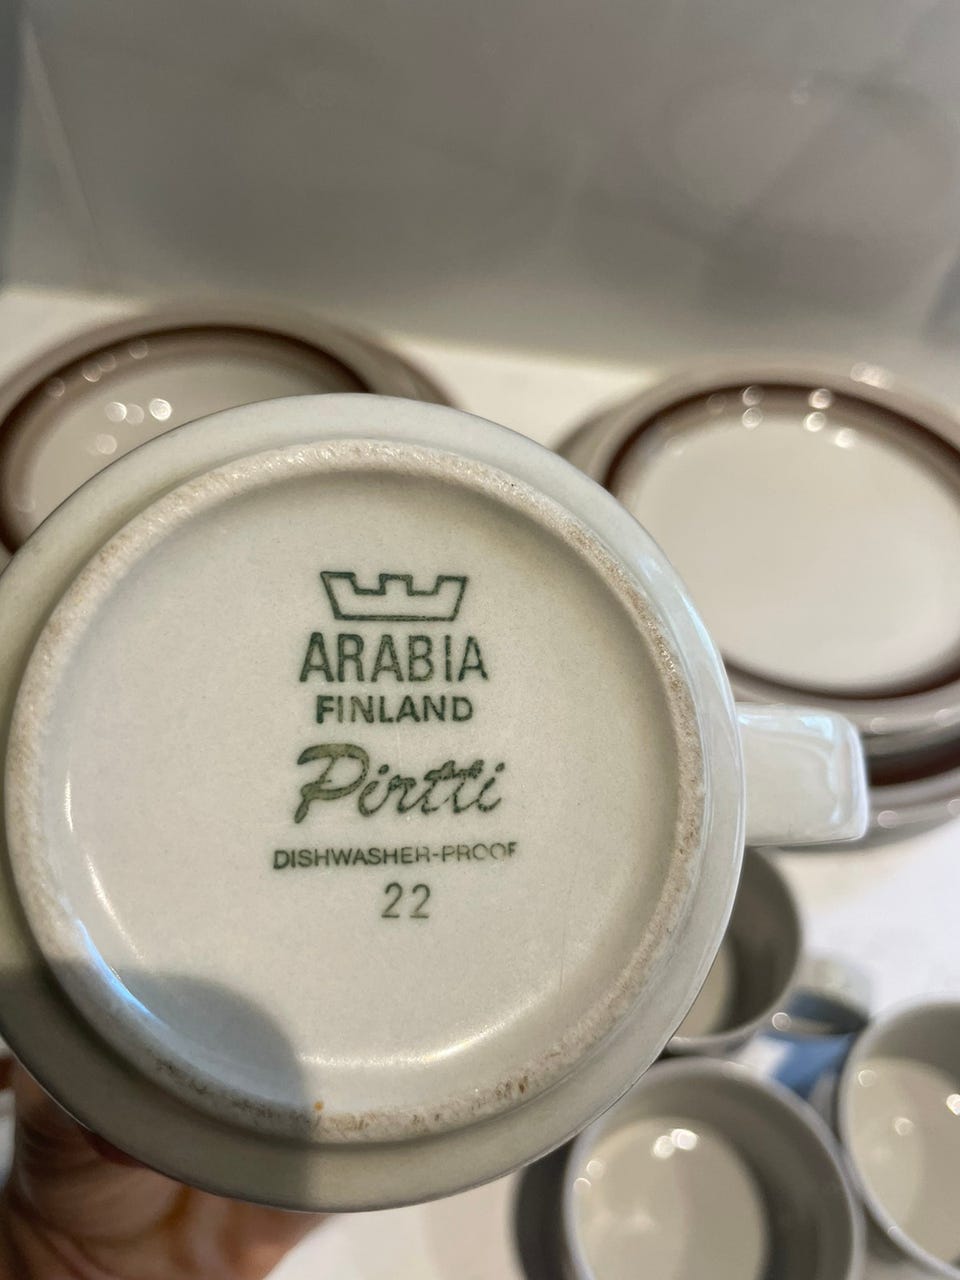 ARABIA
FINLAND
Pirtti
DISHWASHER-PROOF
22